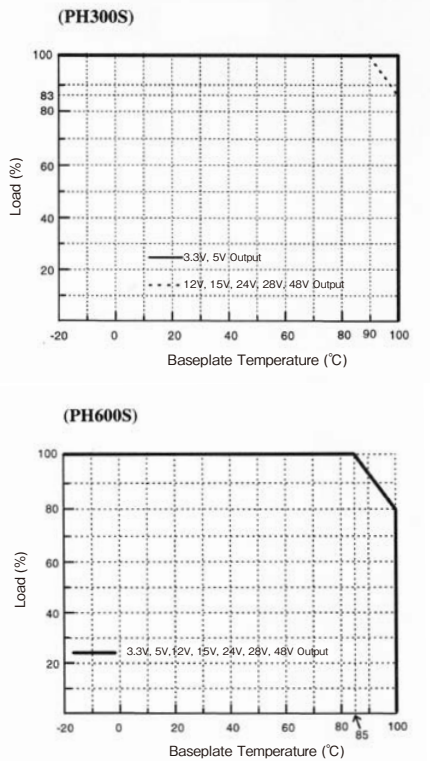 (PH300S)
100
83
80
60
40
20
Load (%)
3.3V, 5V Output
12V, 15V, 24V, 28V, 48V Output
-20 0 20 40 60 80 90 100
Baseplate Temperature (℃)
(PH600S)
100
80
60
40
20
Load (%)
3.3V, 5V,12V, 15V, 24V, 28V, 48V Output
-20 0 20 40 60 80 85 100
Baseplate Temperature (℃)